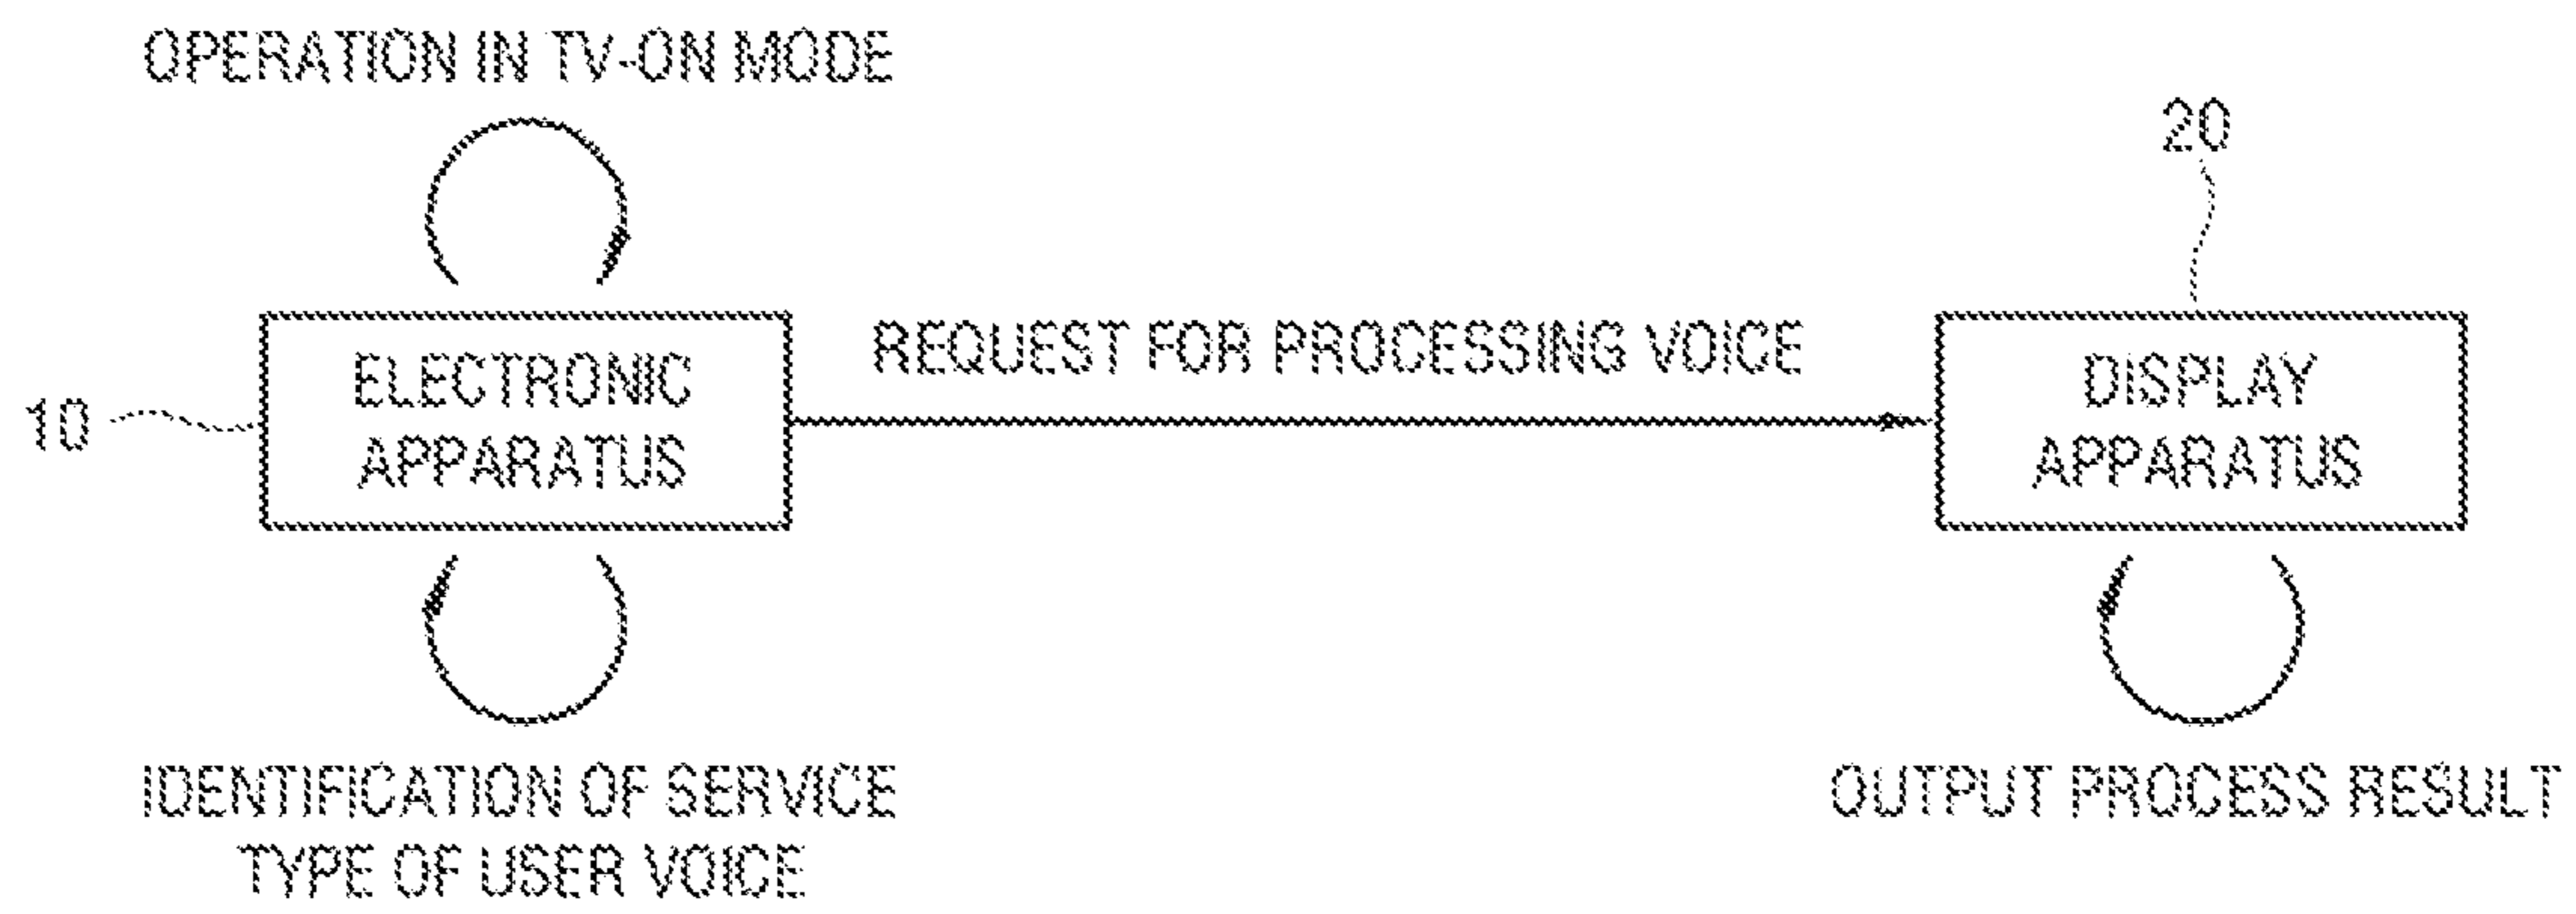 OPERATION IN TV-ON MODE
20
REQUEST FOR PROCESSING VOICE
ELECTRONIC
APPARATUS
10
DISPLAY
APPARATUS
IDENTIFICATION OF SERVICE
TYPE OF USER VOICE
OUTPUT PROCESS RESULT